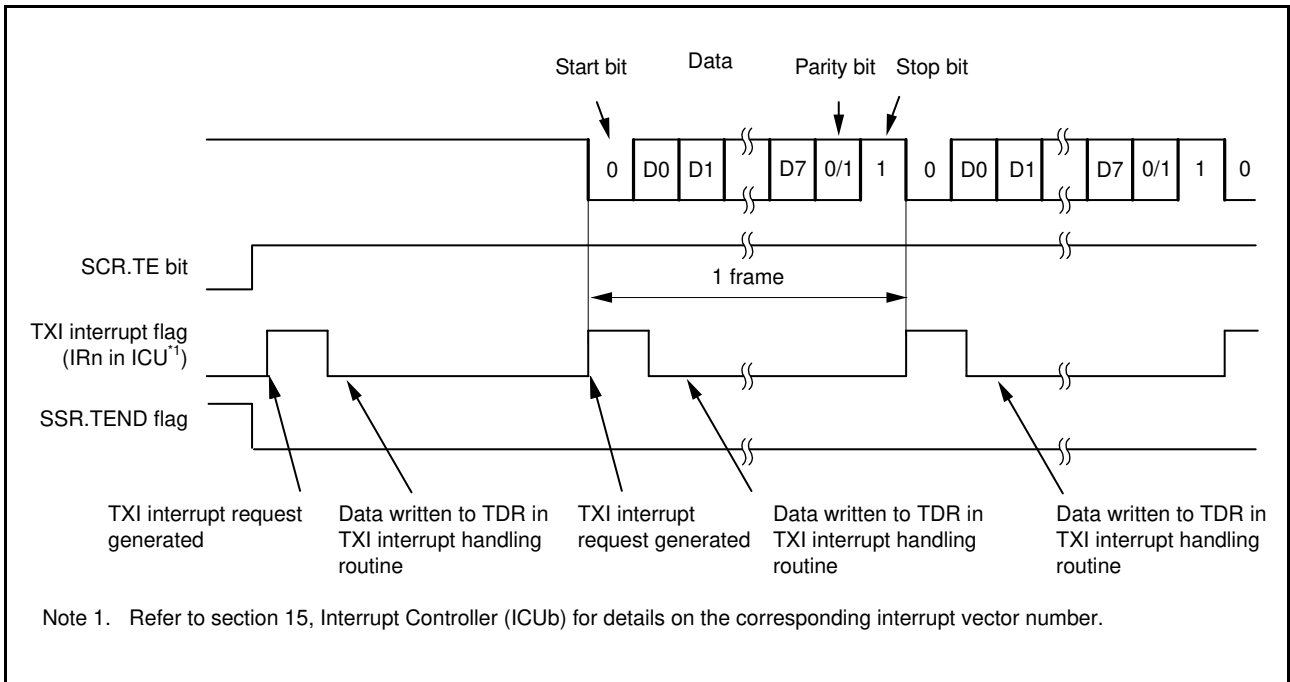 Start bit Data Parity bit Stop bit
0 D0 D1 D7 0/1 1 0 D0 D1 D7 0/1 1 0
SCR.TE bit
1 frame
TXI interrupt flag
(IRn in ICU*1)
SSR.TEND flag
TXI interrupt request
generated
Data written to TDR in
TXI interrupt handling
routine
TXI interrupt
request generated
Data written to TDR in
TXI interrupt handling
routine
Data written to TDR in
TXI interrupt handling
routine
Note 1. Refer to section 15, Interrupt Controller (ICUb) for details on the corresponding interrupt vector number.